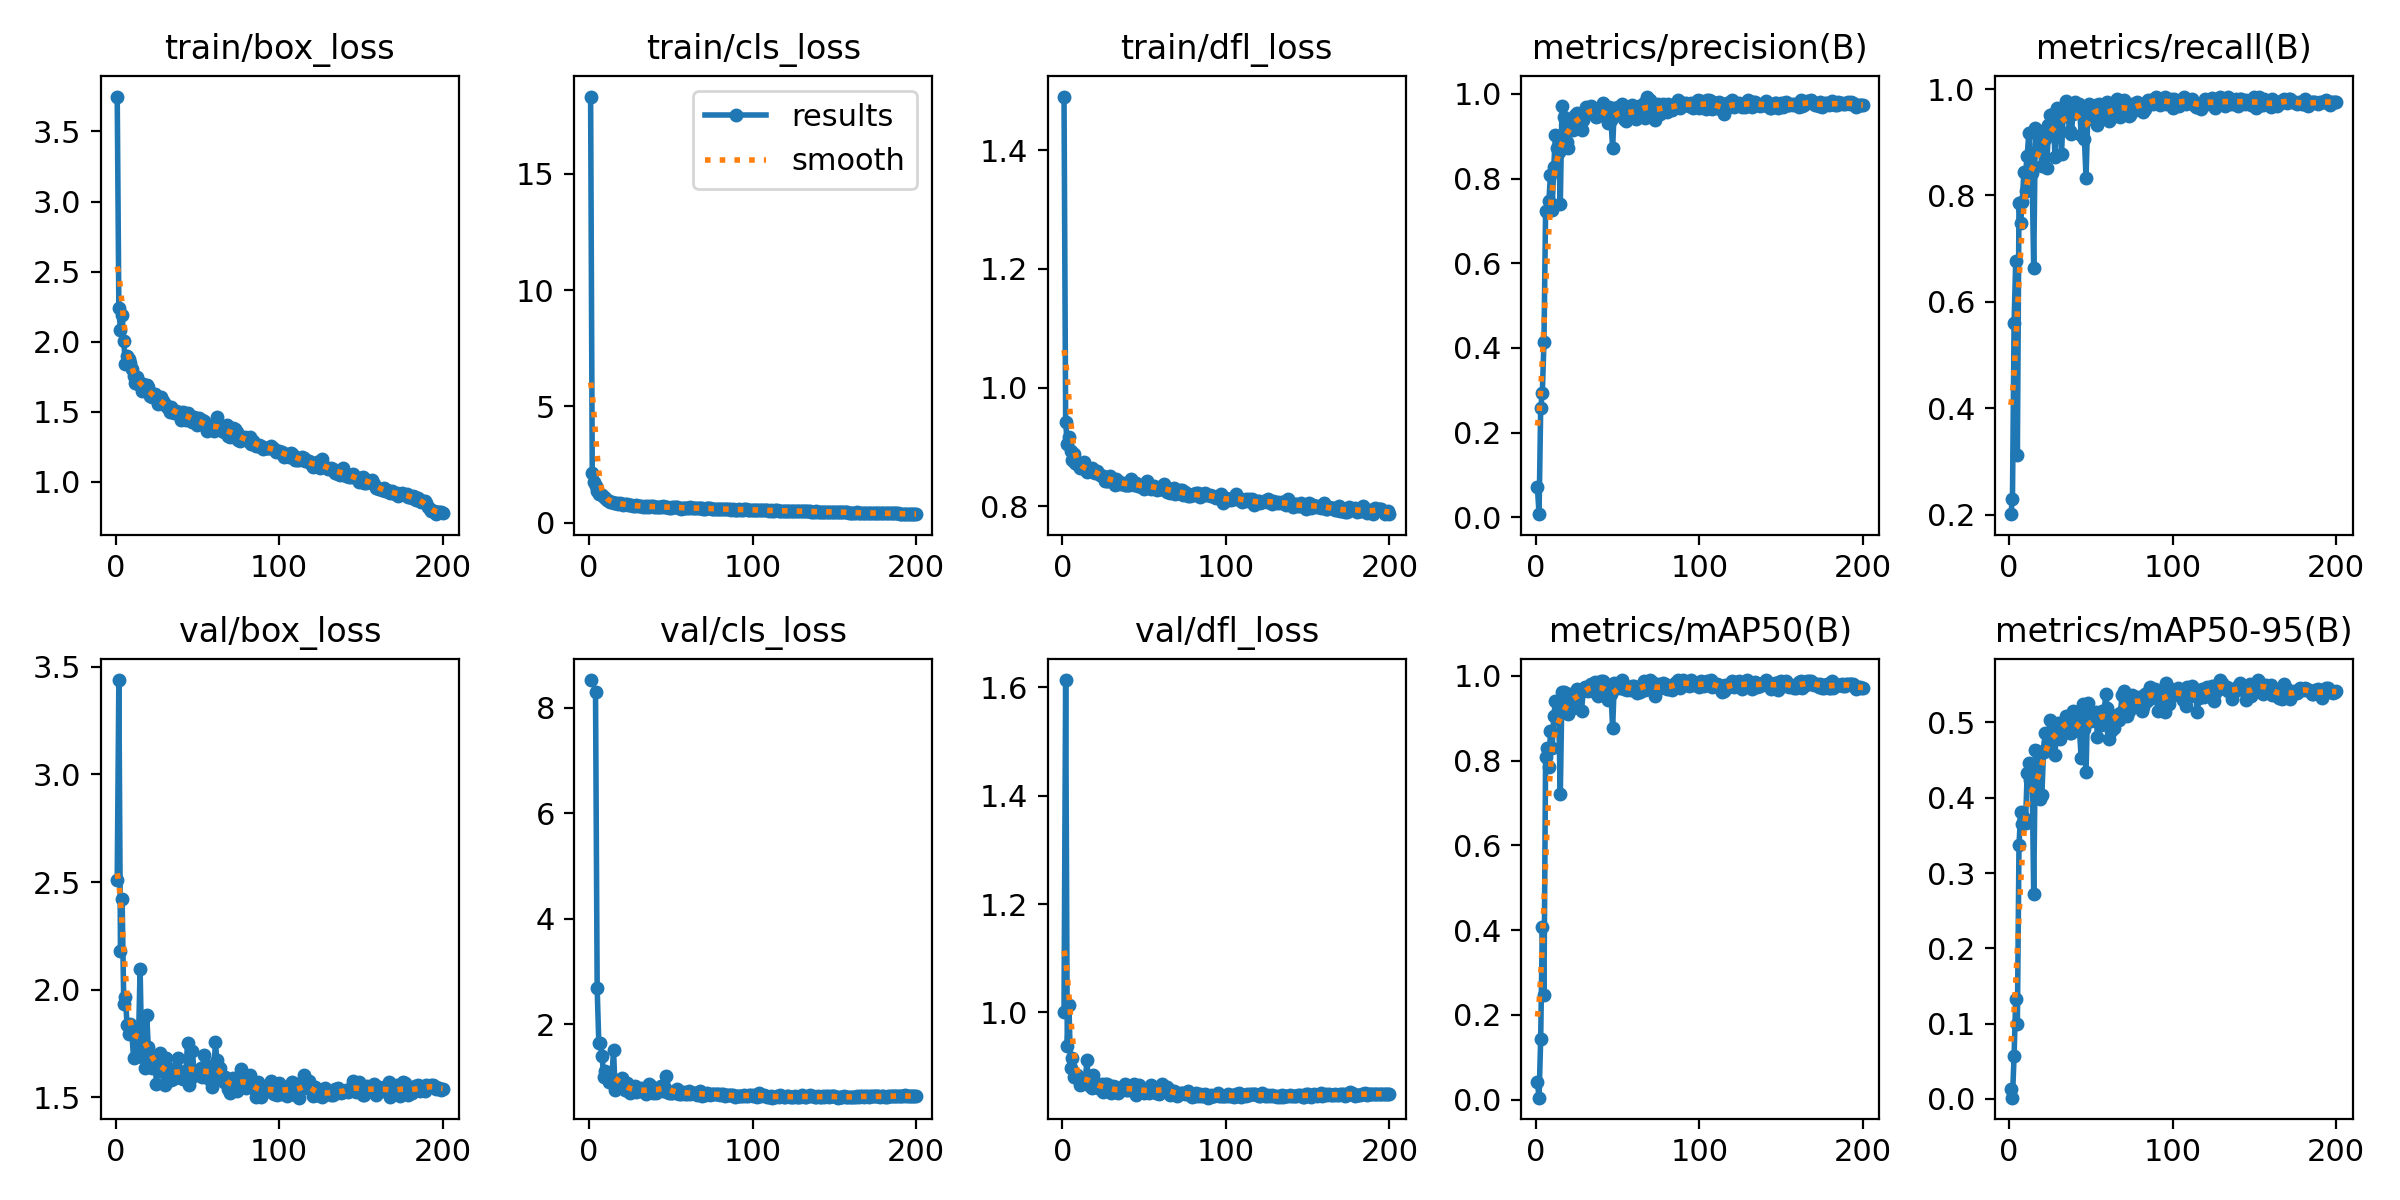 train/box_loss
3.5
3.0
2.5
2.0
1.5
1.0
0 100 200
train/cls_loss
results
smooth
15
10
5
0
0 100 200
train/dfl_loss
1.4
1.2
1.0
0.8
0 100 200
metrics/precision(B)
1.0
0.8
0.6
0.4
0.2
0.0
0 100 200
metrics/recall(B)
1.0
0.8
0.6
0.4
0.2
0 100 200
val/box_loss
3.5
3.0
2.5
2.0
1.5
0 100 200
val/cls_loss
8
6
4
2
0 100 200
val/dfl_loss
1.6
1.4
1.2
1.0
0 100 200
metrics/mAP50(B)
1.0
0.8
0.6
0.4
0.2
0.0
0 100 200
metrics/mAP50-95(B)
0.5
0.4
0.3
0.2
0.1
0.0
0 100 200